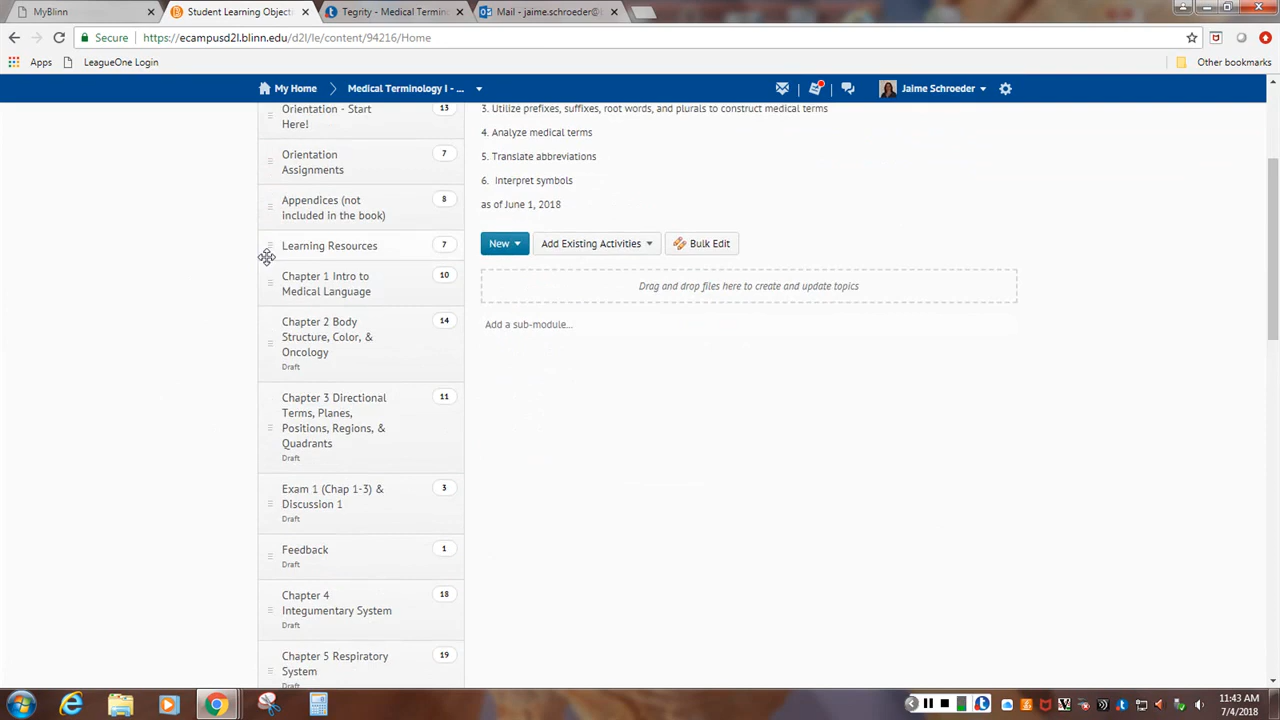 MyBlinn
Student Learning Objecti
Tegrity - Medical Termin
Mail - jaime.schroeder@
Secure
https://ecampusd2l.blinn.edu/d2l/le/content/94216/Home
Apps
LeagueOne Login
Other bookmarks
My Home
Medical Terminology I - ...
Jaime Schroeder
Orientation - Start
Here!
13
Orientation
Assignments
7
Appendices (not
included in the book)
8
Learning Resources
7
Chapter 1 Intro to
Medical Language
10
Chapter 2 Body
Structure, Color, &
Oncology
Draft
14
Chapter 3 Directional
Terms, Planes,
Positions, Regions, &
Quadrants
Draft
11
Exam 1 (Chap 1-3) &
Discussion 1
Draft
3
Feedback
Draft
1
Chapter 4
Integumentary System
Draft
18
Chapter 5 Respiratory
System
Draft
19
3. Utilize prefixes, suffixes, root words, and plurals to construct medical terms
4. Analyze medical terms
5. Translate abbreviations
6. Interpret symbols
as of June 1, 2018
New
Add Existing Activities
Bulk Edit
Drag and drop files here to create and update topics
Add a sub-module...
11:43 AM
7/4/2018